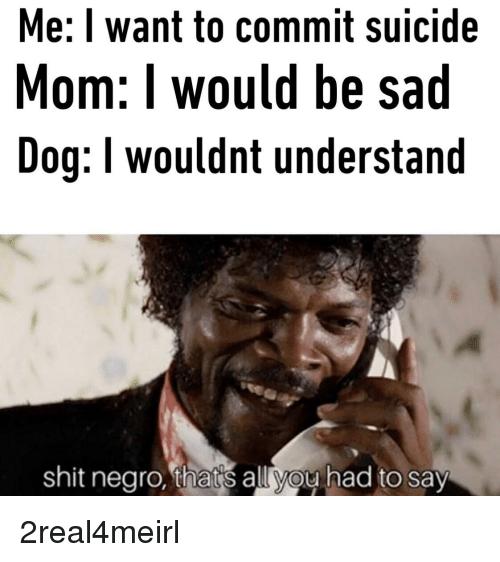 Me: I want to commit suicide
Mom: I would be sad
Dog: I wouldnt understand
shit negro, that's all you had to say
2real4meirl